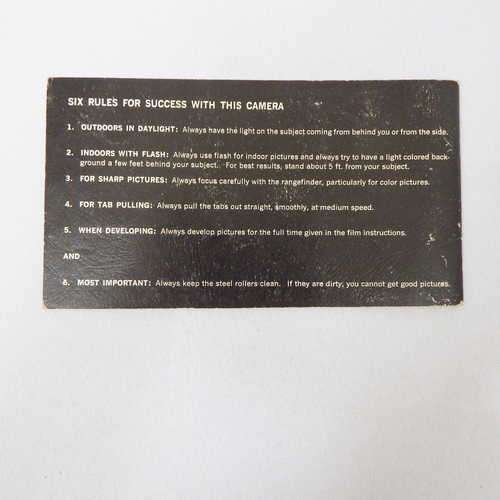 SIX RULES FOR SUCCESS WITH THIS CAMERA
1. OUTDOORS IN DAYLIGHT: Always have the light on the subject coming from behind you or from the side.
2. INDOORS WITH FLASH: Always use flash for indoor pictures and always try to have a light colored back-
ground a few feet behind your subject. For best results, stand about 5 ft. from your subject.
3. FOR SHARP PICTURES: Always focus carefully with the rangefinder, particularly for color pictures.
4. FOR TAB PULLING: Always pull the tabs out straight, smoothly, at medium speed.
5. WHEN DEVELOPING: Always develop pictures for the full time given in the film instructions.
AND
6. MOST IMPORTANT: Always keep the steel rollers clean. If they are dirty, you cannot get good pictures.